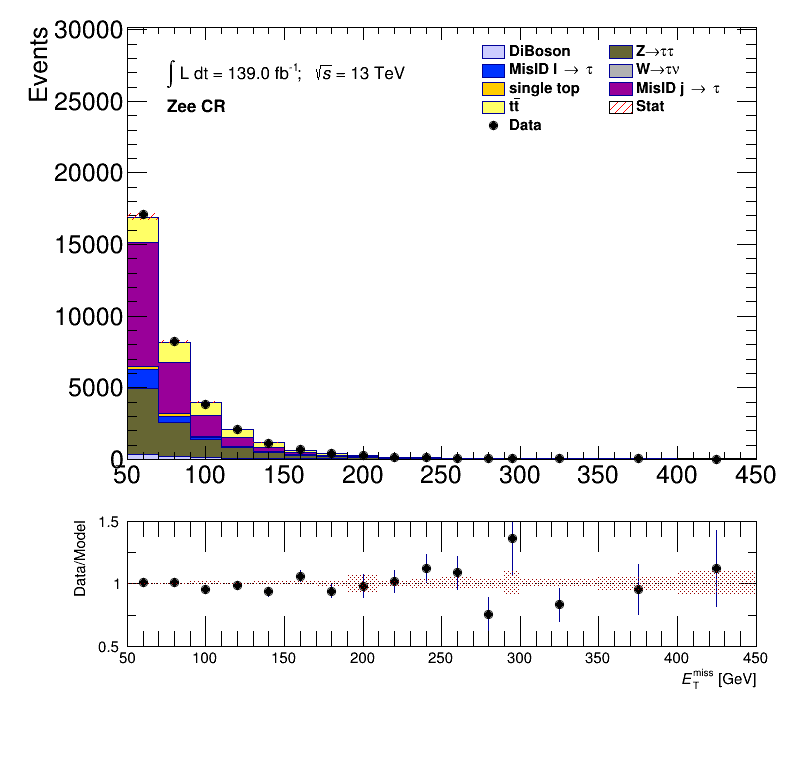 Events
30000
25000
20000
15000
10000
5000
0
∫ L dt = 139.0 fb⁻¹; √s = 13 TeV
Zee CR
DiBoson
MisID l → τ
single top
tt̄
Data
Z→ττ
W→τν
MisID j → τ
Stat
50 100 150 200 250 300 350 400 450
Data/Model
1.5
1
0.5
50 100 150 200 250 300 350 400 450
E_T^miss [GeV]